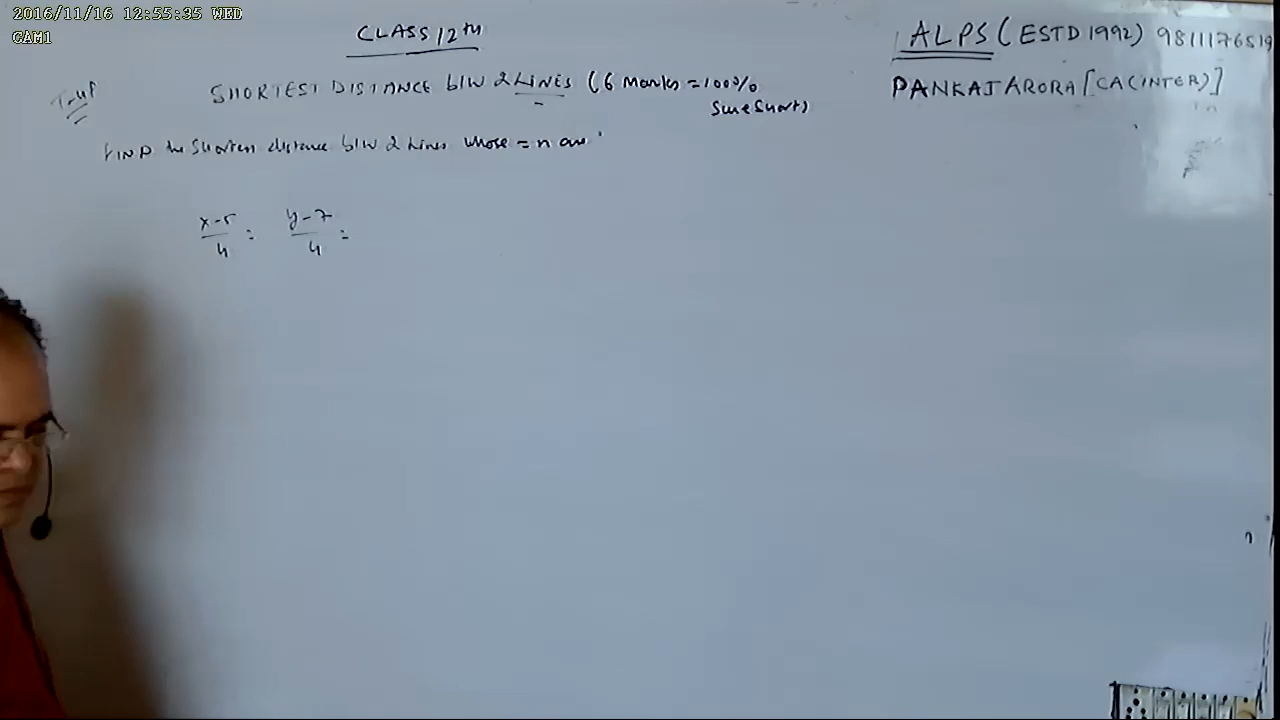 2016/11/16 12:55:35 WED
CAM1
CLASS 12TH
ALPS (ESTD 1992) 9811176519
PANKAJ ARORA [CA (INTER)]
SHORTEST DISTANCE b/w 2 LINES (6 Marks = 100%
Sure Short)
FIND the Shortest distance b/w 2 Lines whose = n are
x-5/4 = y-7/4 =